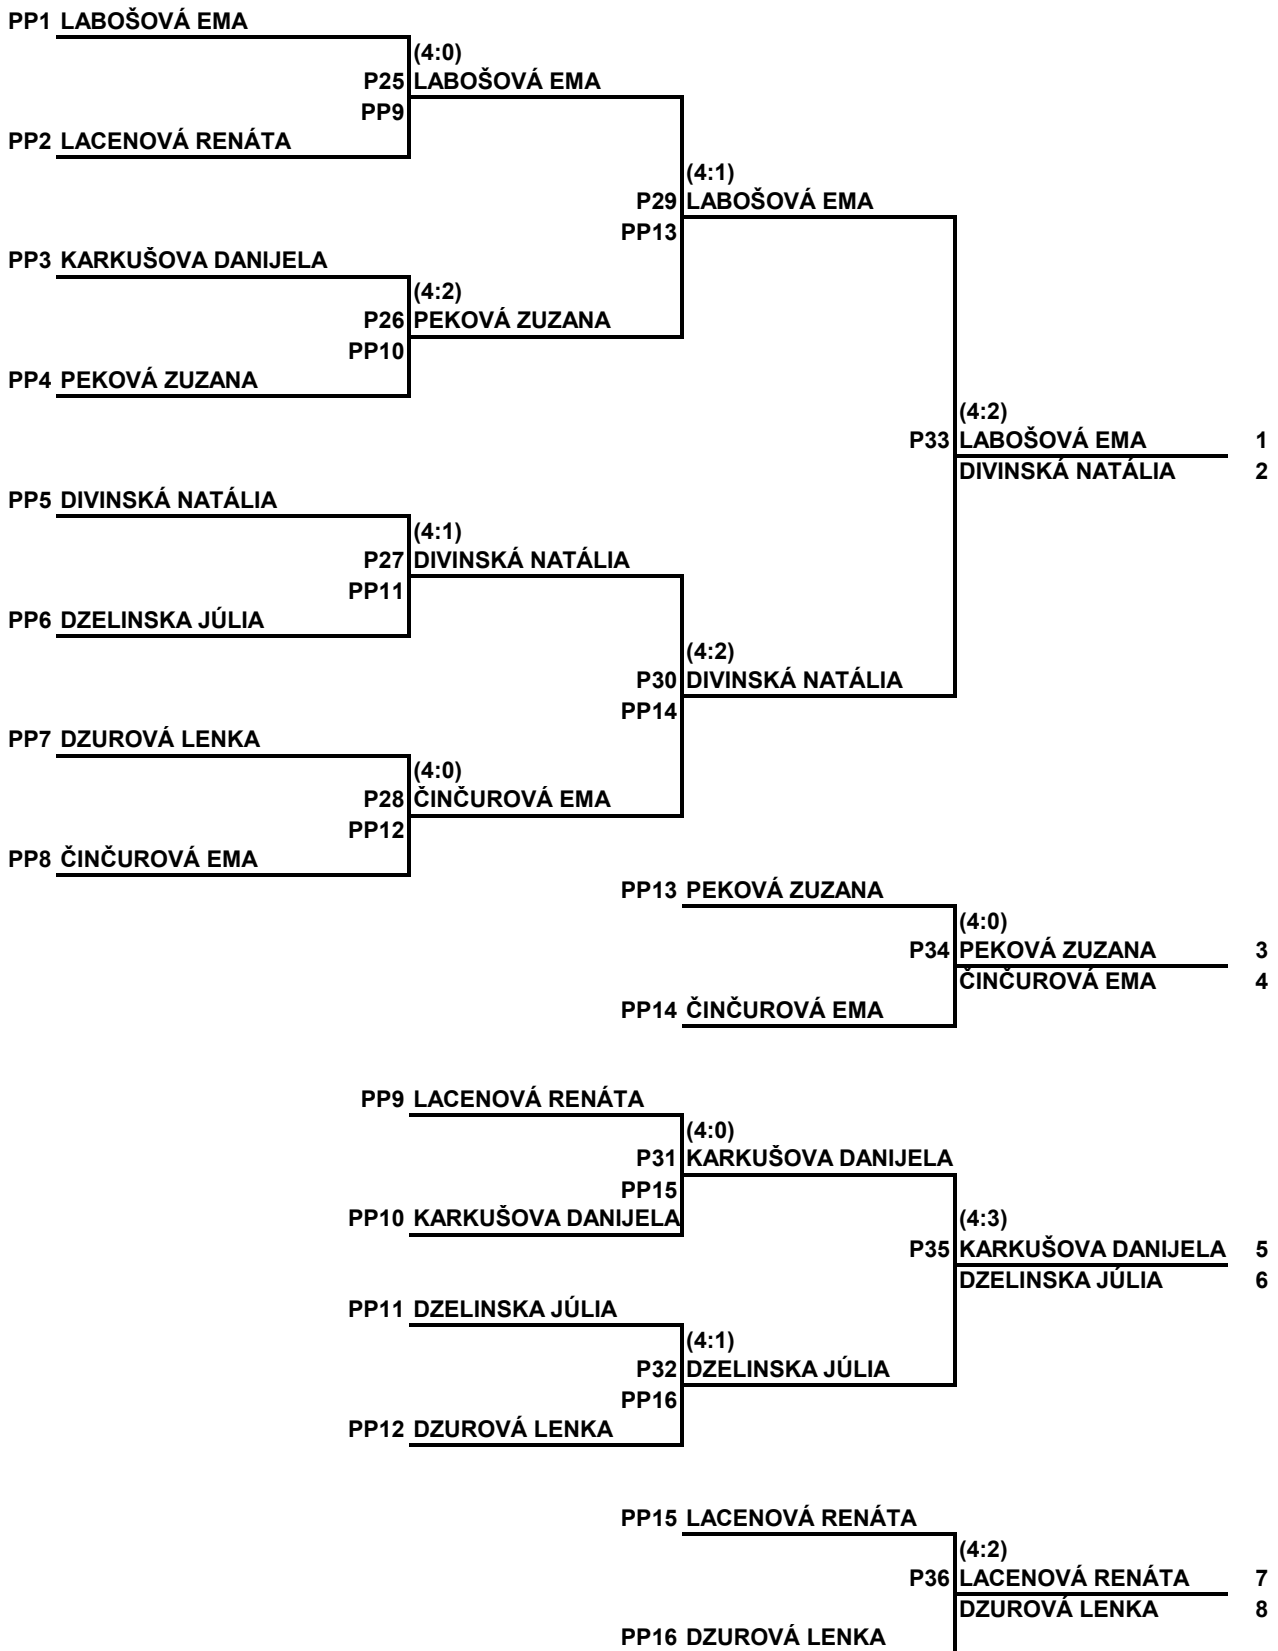 PP1 LABOŠOVÁ EMA
(4:0)
P25 LABOŠOVÁ EMA
PP9
PP2 LACENOVÁ RENÁTA
(4:1)
P29 LABOŠOVÁ EMA
PP13
PP3 KARKUŠOVA DANIJELA
(4:2)
P26 PEKOVÁ ZUZANA
PP10
PP4 PEKOVÁ ZUZANA
(4:2)
P33 LABOŠOVÁ EMA 1
DIVINSKÁ NATÁLIA 2
PP5 DIVINSKÁ NATÁLIA
(4:1)
P27 DIVINSKÁ NATÁLIA
PP11
PP6 DZELINSKA JÚLIA
(4:2)
P30 DIVINSKÁ NATÁLIA
PP14
PP7 DZUROVÁ LENKA
(4:0)
P28 ČINČUROVÁ EMA
PP12
PP8 ČINČUROVÁ EMA
PP13 PEKOVÁ ZUZANA
(4:0)
P34 PEKOVÁ ZUZANA 3
ČINČUROVÁ EMA 4
PP14 ČINČUROVÁ EMA
PP9 LACENOVÁ RENÁTA
(4:0)
P31 KARKUŠOVA DANIJELA
PP15
PP10 KARKUŠOVA DANIJELA
(4:3)
P35 KARKUŠOVA DANIJELA 5
DZELINSKA JÚLIA 6
PP11 DZELINSKA JÚLIA
(4:1)
P32 DZELINSKA JÚLIA
PP16
PP12 DZUROVÁ LENKA
PP15 LACENOVÁ RENÁTA
(4:2)
P36 LACENOVÁ RENÁTA 7
DZUROVÁ LENKA 8
PP16 DZUROVÁ LENKA